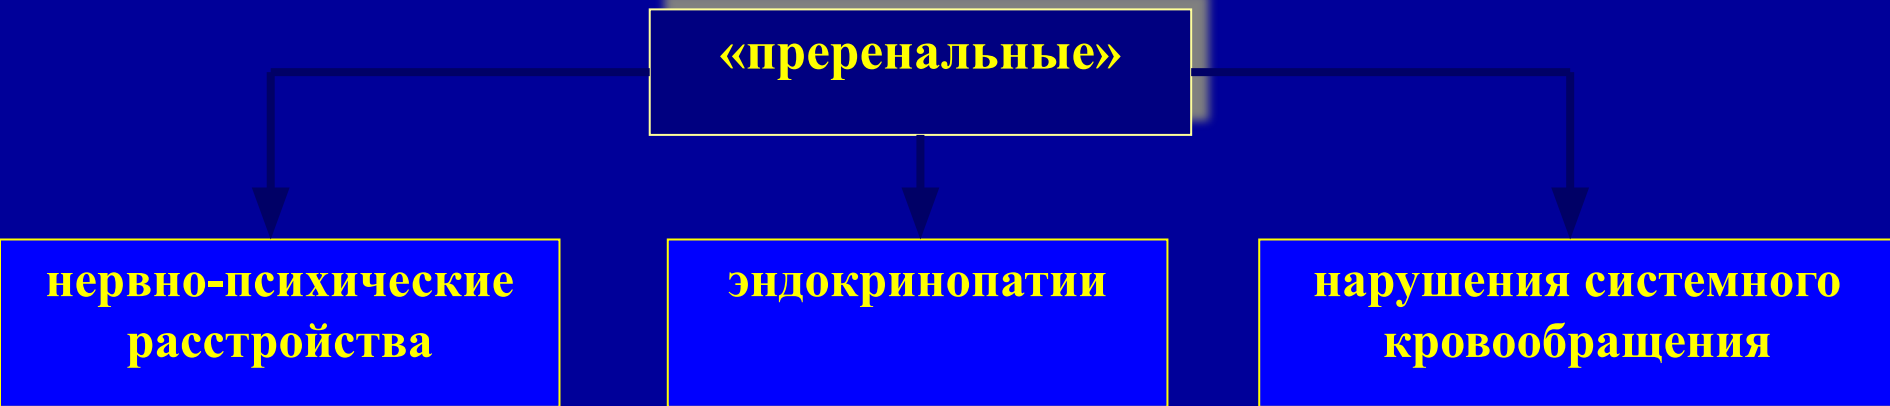 «преренальные»
нервно-психические
расстройства
эндокринопатии
нарушения системного
кровообращения